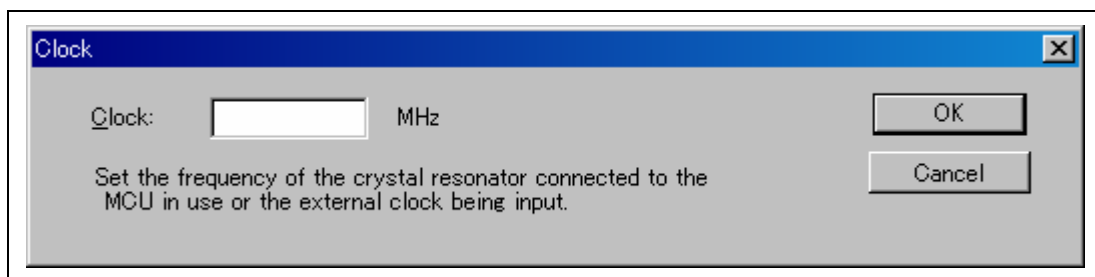 Clock
Clock: MHz OK
Set the frequency of the crystal resonator connected to the
MCU in use or the external clock being input.
Cancel